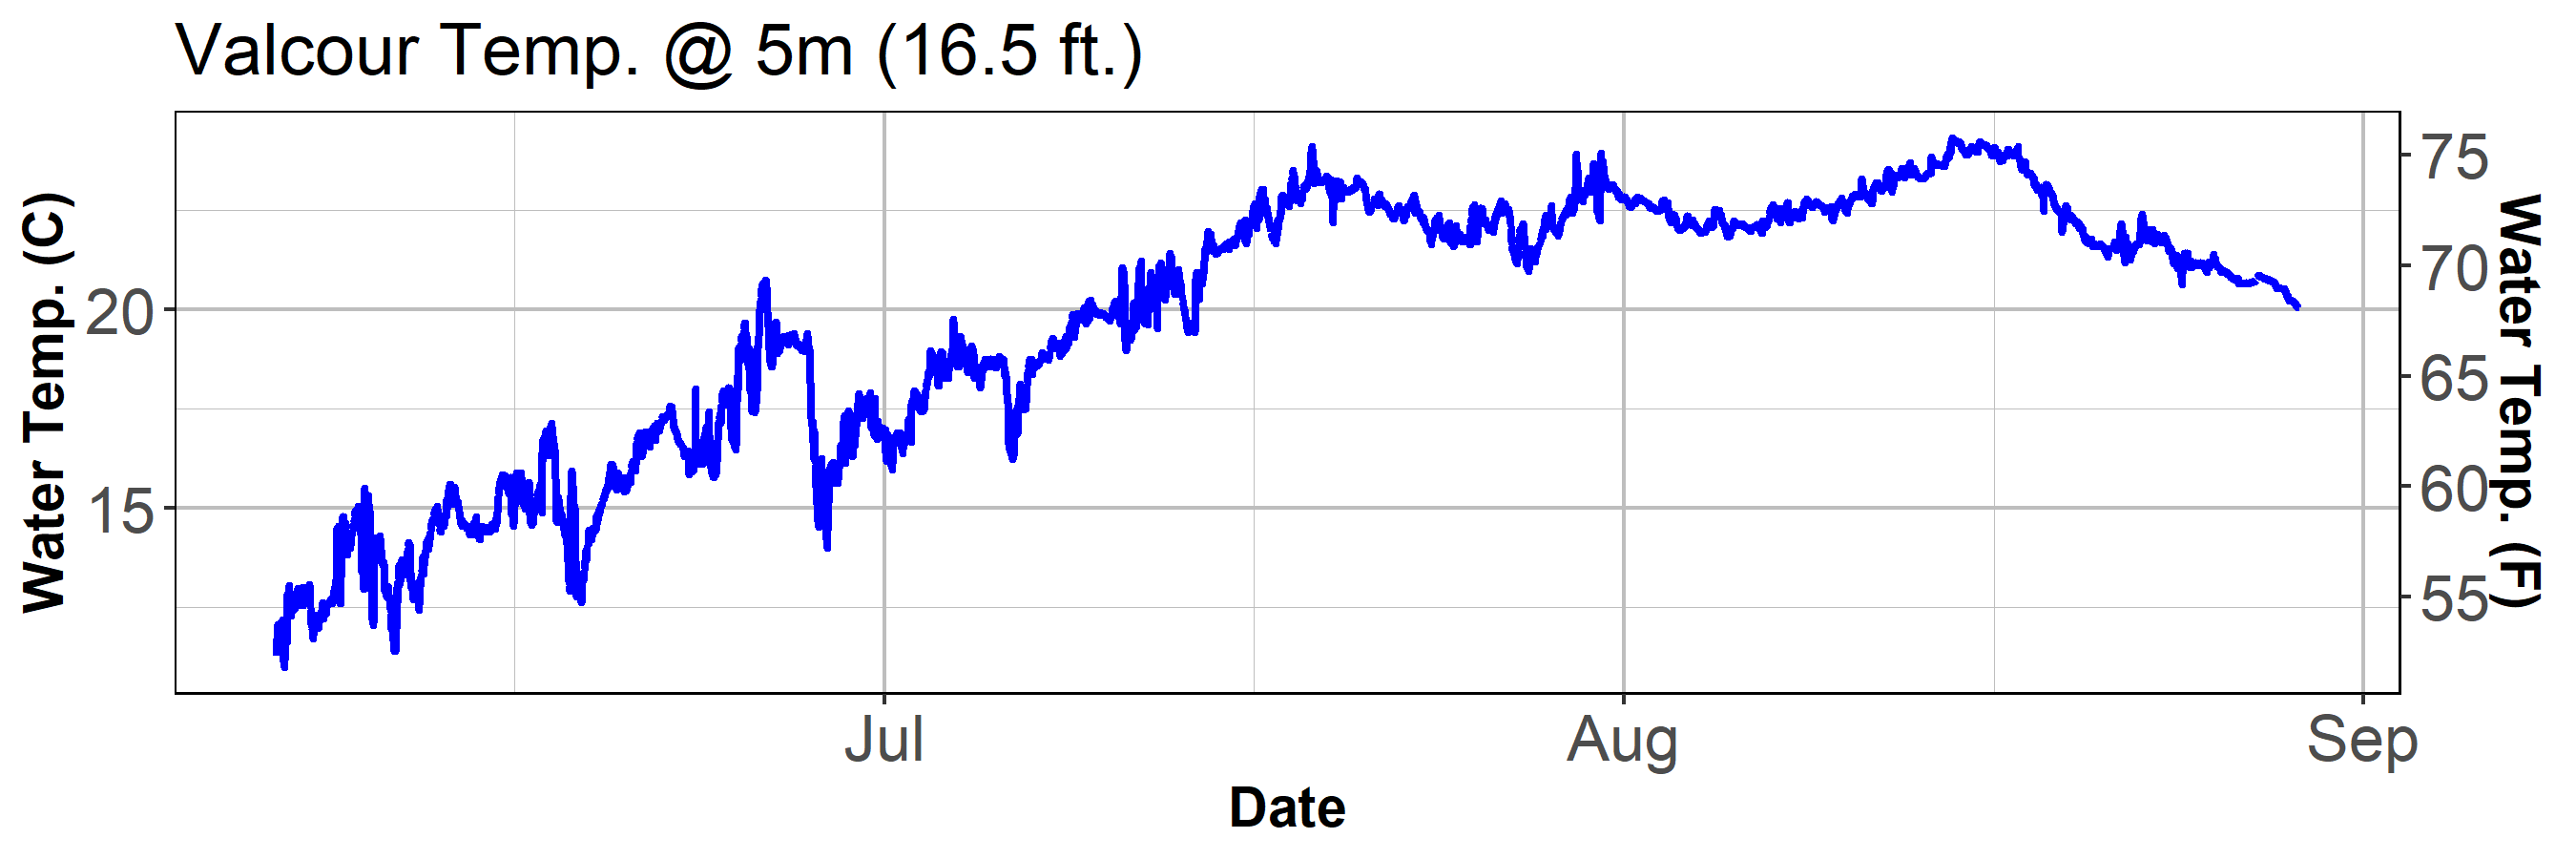 Valcour Temp. @ 5m (16.5 ft.)
Water Temp. (C)
20
15
75
70
65
60
55
Water Temp. (F)
Jul
Aug
Sep
Date